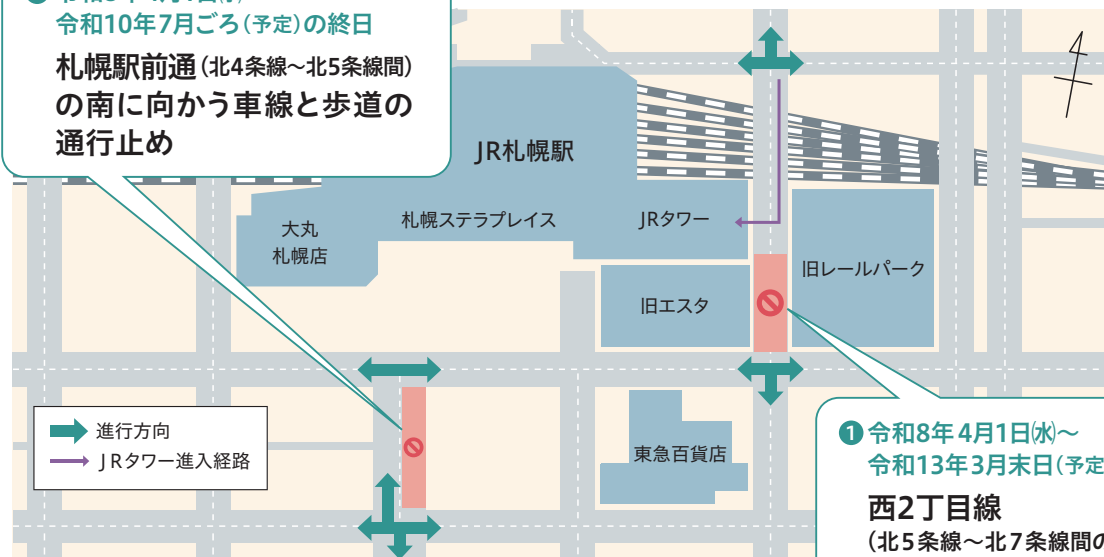 令和10年7月ごろ(予定)の終日
札幌駅前通(北4条線～北5条線間)
の南に向かう車線と歩道の
通行止め
JR札幌駅
大丸
札幌店
札幌ステラプレイス
JRタワー
旧レールパーク
旧エスタ
東急百貨店
進行方向
JRタワー進入経路
❶令和8年4月1日㈬～
令和13年3月末日(予定
西2丁目線
(北5条線～北7条線間の